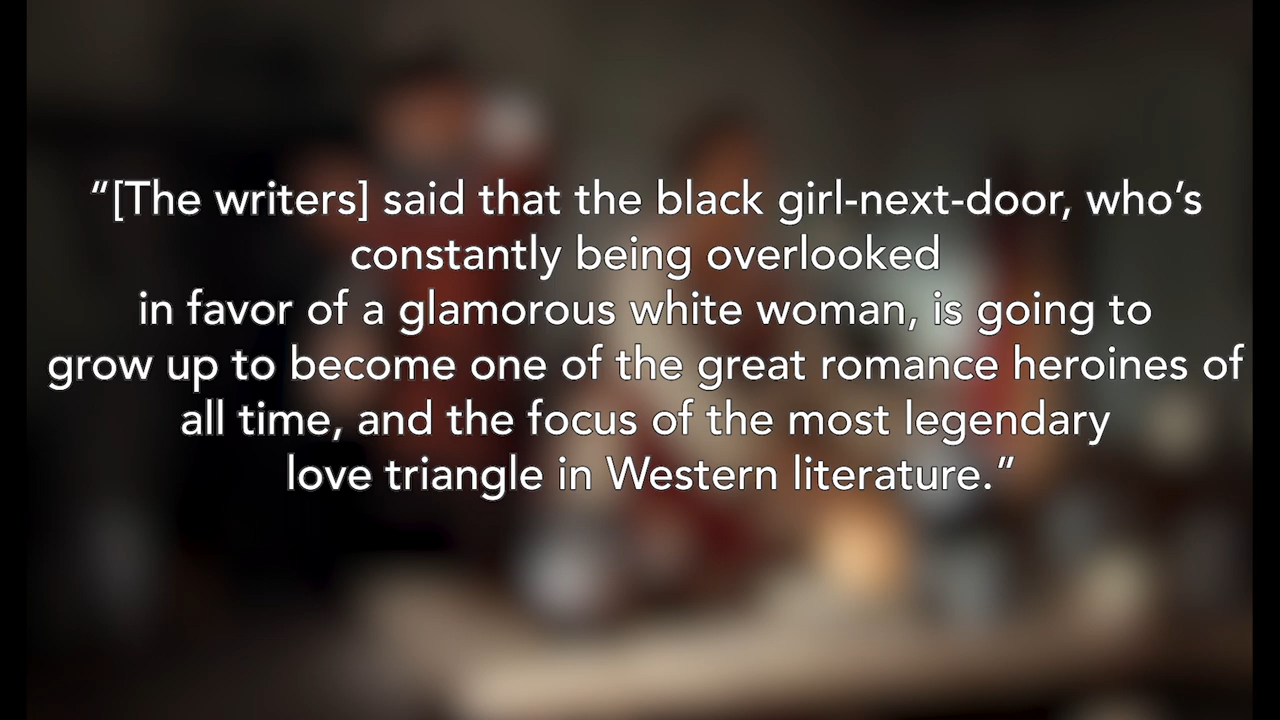 “[The writers] said that the black girl-next-door, who’s
constantly being overlooked
in favor of a glamorous white woman, is going to
grow up to become one of the great romance heroines of
all time, and the focus of the most legendary
love triangle in Western literature.”